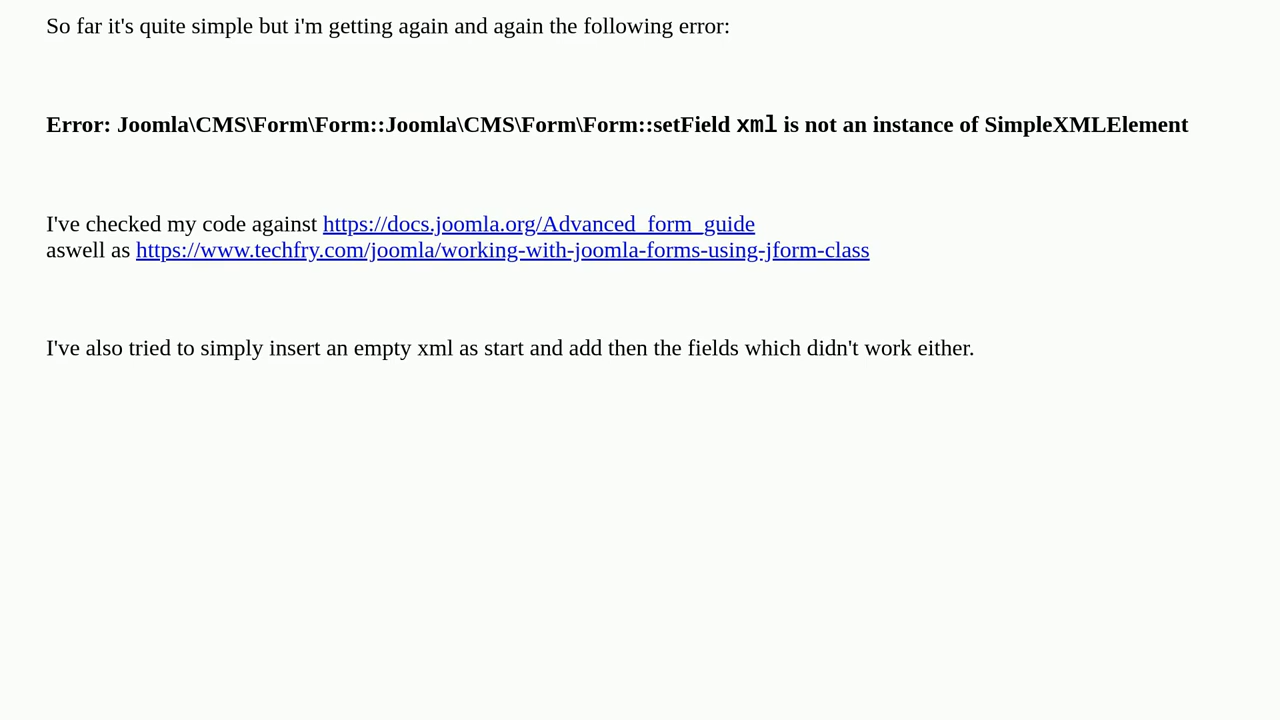 So far it's quite simple but i'm getting again and again the following error:
Error: Joomla\CMS\Form\Form::Joomla\CMS\Form\Form::setField xml is not an instance of SimpleXMLElement
I've checked my code against https://docs.joomla.org/Advanced_form_guide
aswell as https://www.techfry.com/joomla/working-with-joomla-forms-using-jform-class
I've also tried to simply insert an empty xml as start and add then the fields which didn't work either.